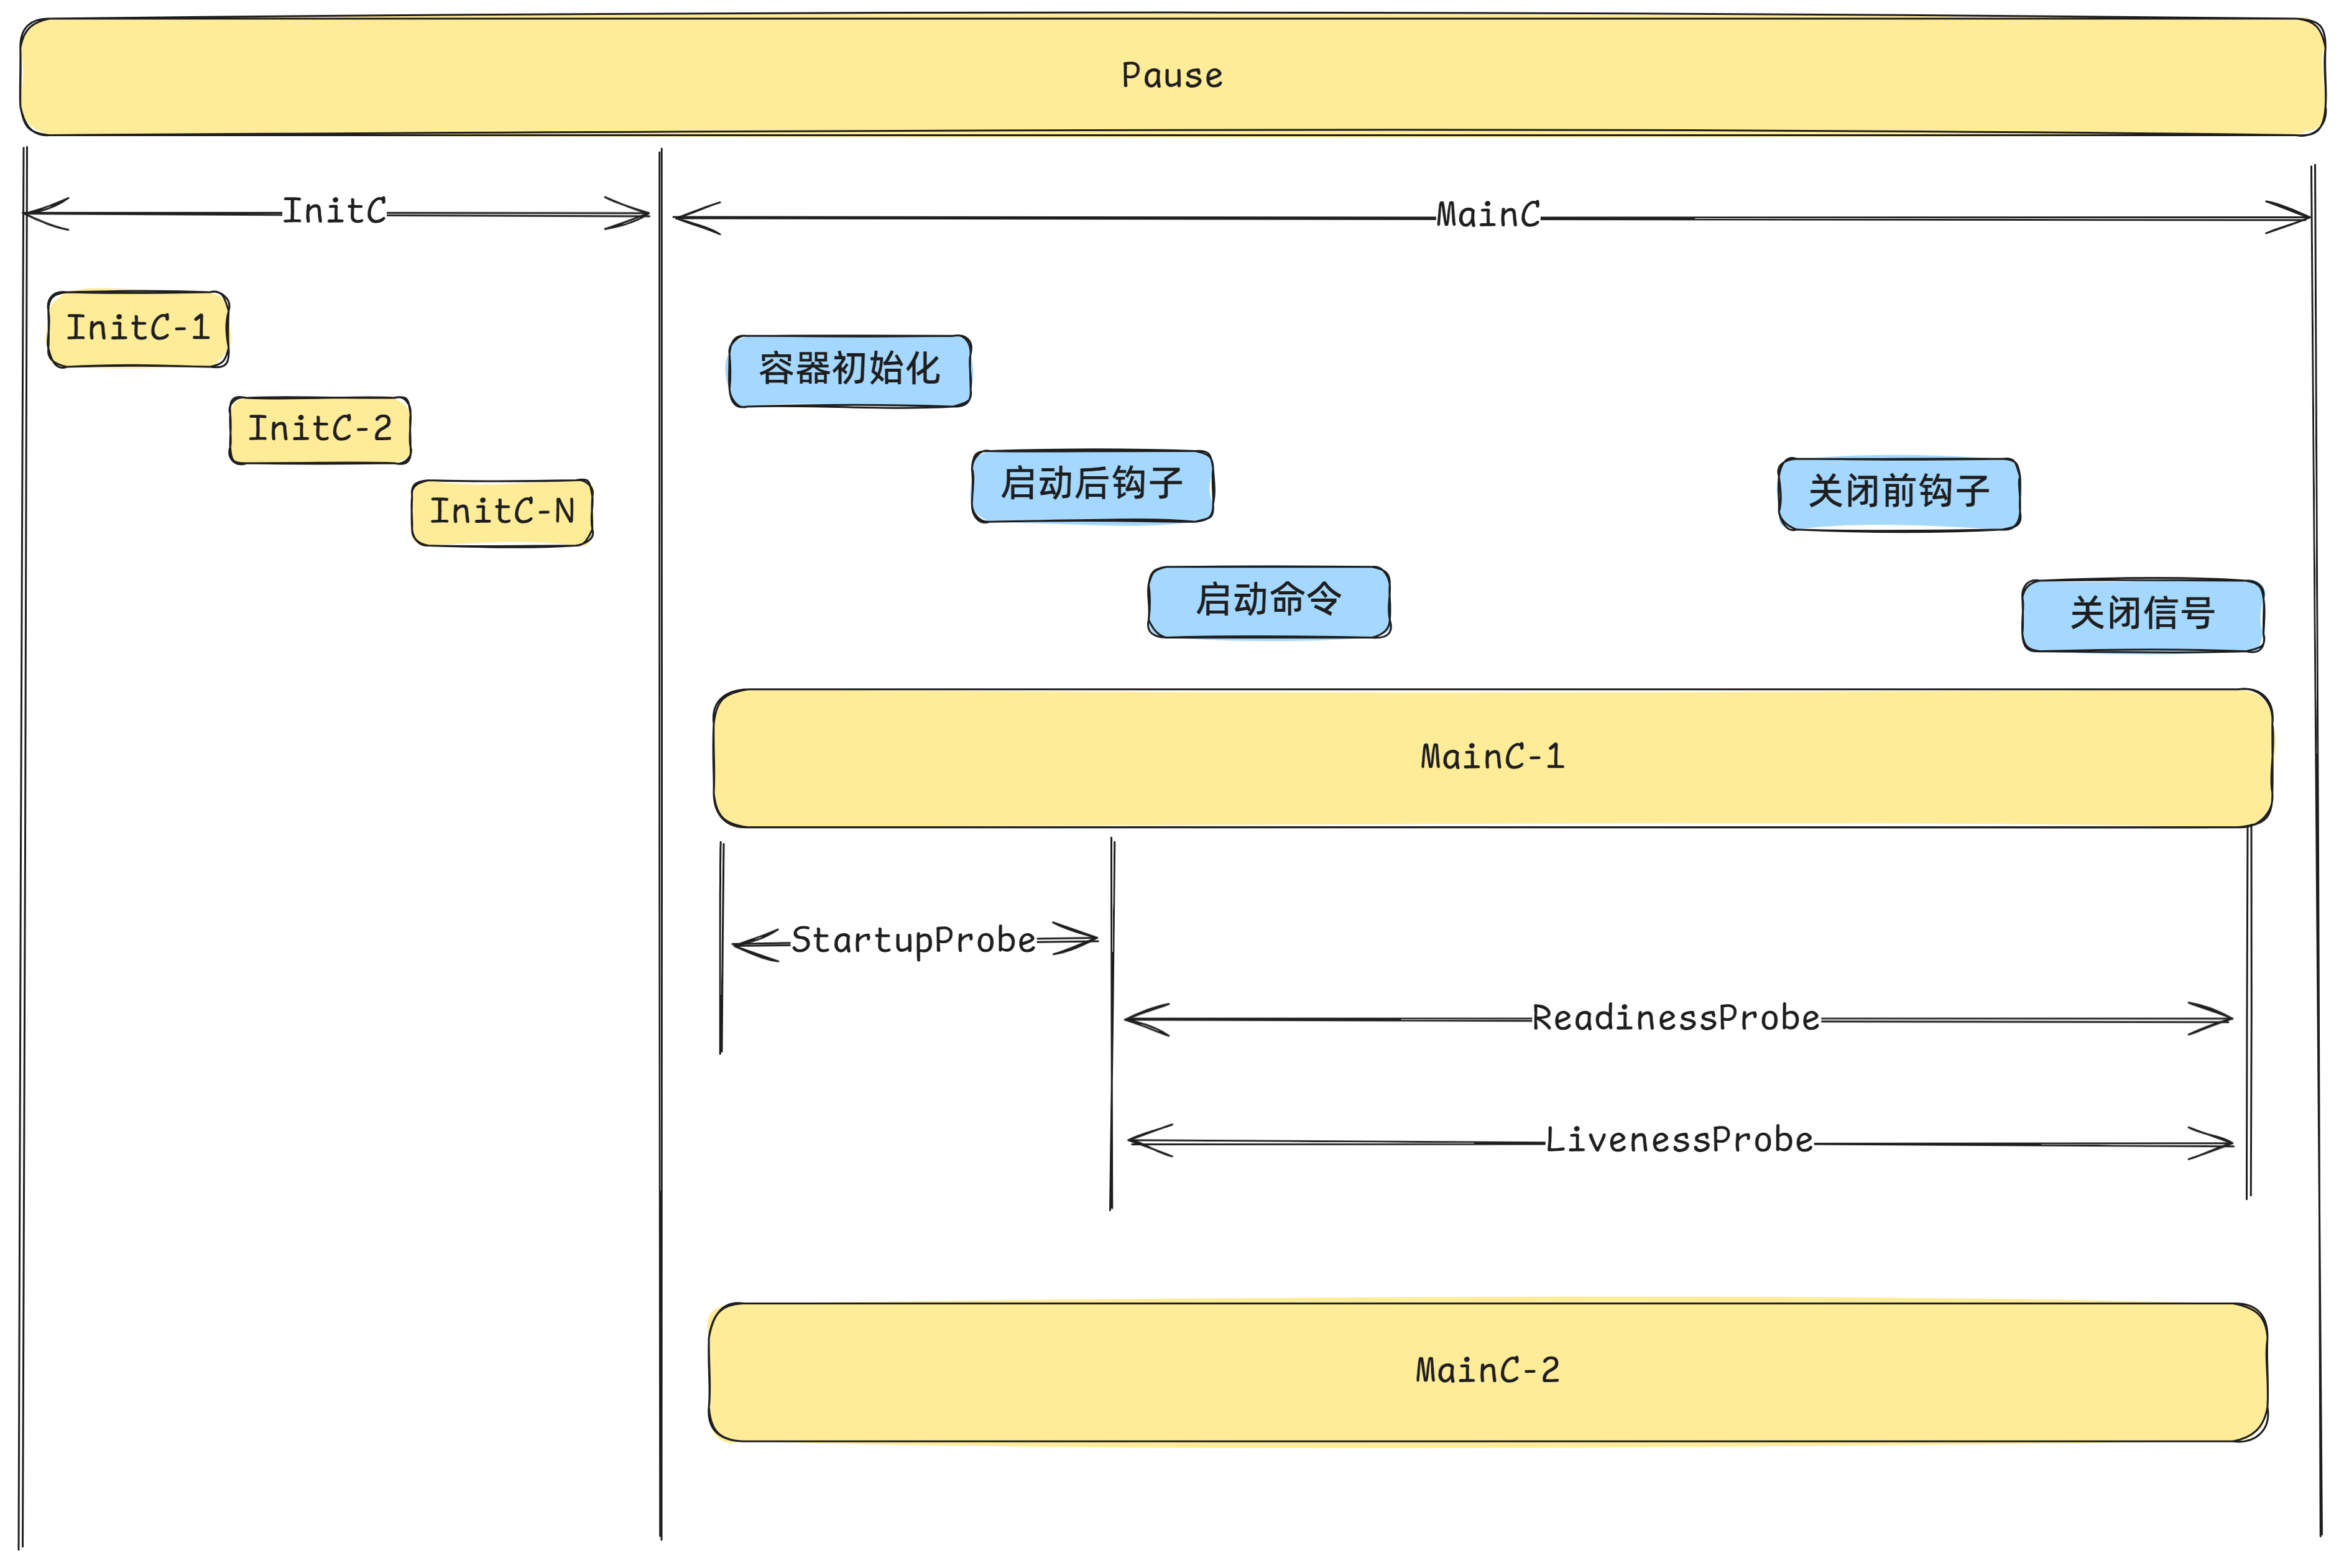 Pause
InitC
MainC
InitC-1
InitC-2
InitC-N
容器初始化
启动后钩子
启动命令
关闭前钩子
关闭信号
MainC-1
StartupProbe
ReadinessProbe
LivenessProbe
MainC-2